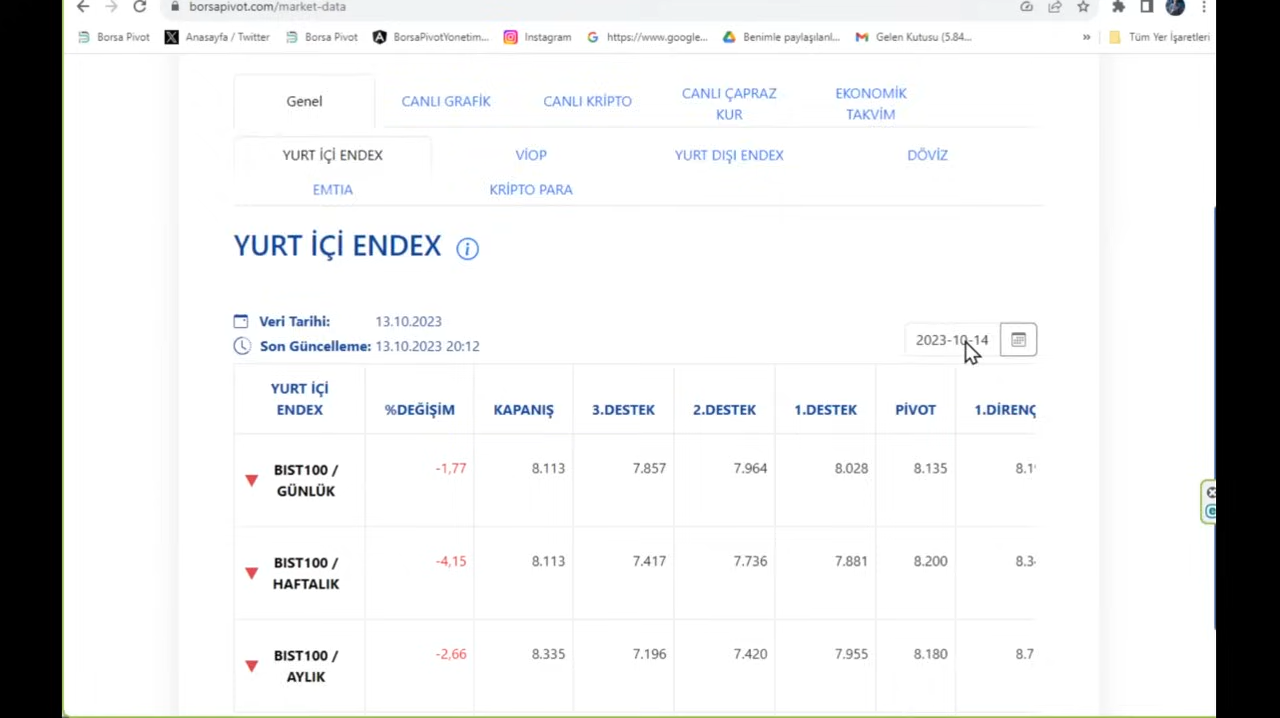 borsapivot.com/market-data
Borsa Pivot Anasayfa / Twitter Borsa Pivot BorsaPivotYonetim... Instagram https://www.google... Benimle paylaşılanl... Gelen Kutusu (5.84... » Tüm Yer İşaretleri
Genel CANLI GRAFİK CANLI KRİPTO CANLI ÇAPRAZ KUR EKONOMİK TAKVİM
YURT İÇİ ENDEX VİOP YURT DIŞI ENDEX DÖVİZ
EMTIA KRİPTO PARA
YURT İÇİ ENDEX
Veri Tarihi: 13.10.2023
Son Güncelleme: 13.10.2023 20:12
2023-10-14
YURT İÇİ ENDEX %DEĞİŞİM KAPANIŞ 3.DESTEK 2.DESTEK 1.DESTEK PİVOT 1.DİRENÇ
BIST100 / GÜNLÜK -1,77 8.113 7.857 7.964 8.028 8.135
BIST100 / HAFTALIK -4,15 8.113 7.417 7.736 7.881 8.200
BIST100 / AYLIK -2,66 8.335 7.196 7.420 7.955 8.180